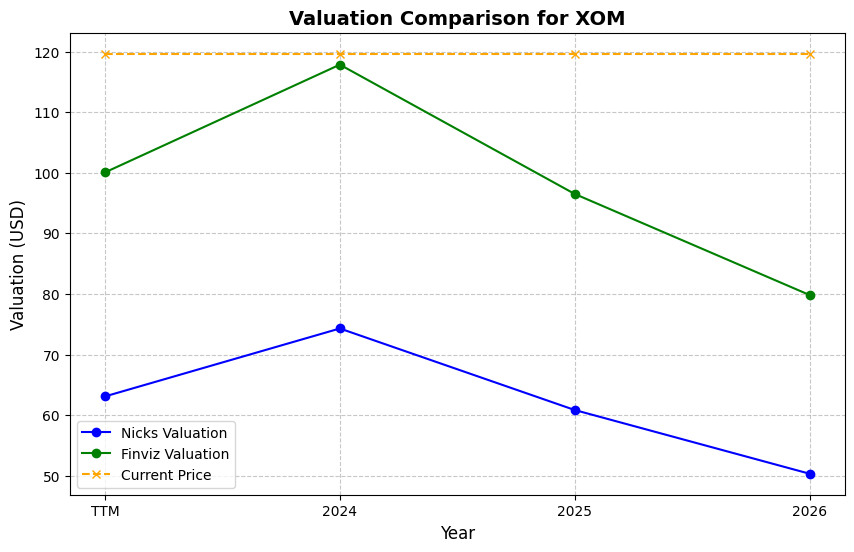 Valuation Comparison for XOM
Valuation (USD)
120
110
100
90
80
70
60
50
Nicks Valuation
Finviz Valuation
Current Price
TTM 2024 2025 2026
Year